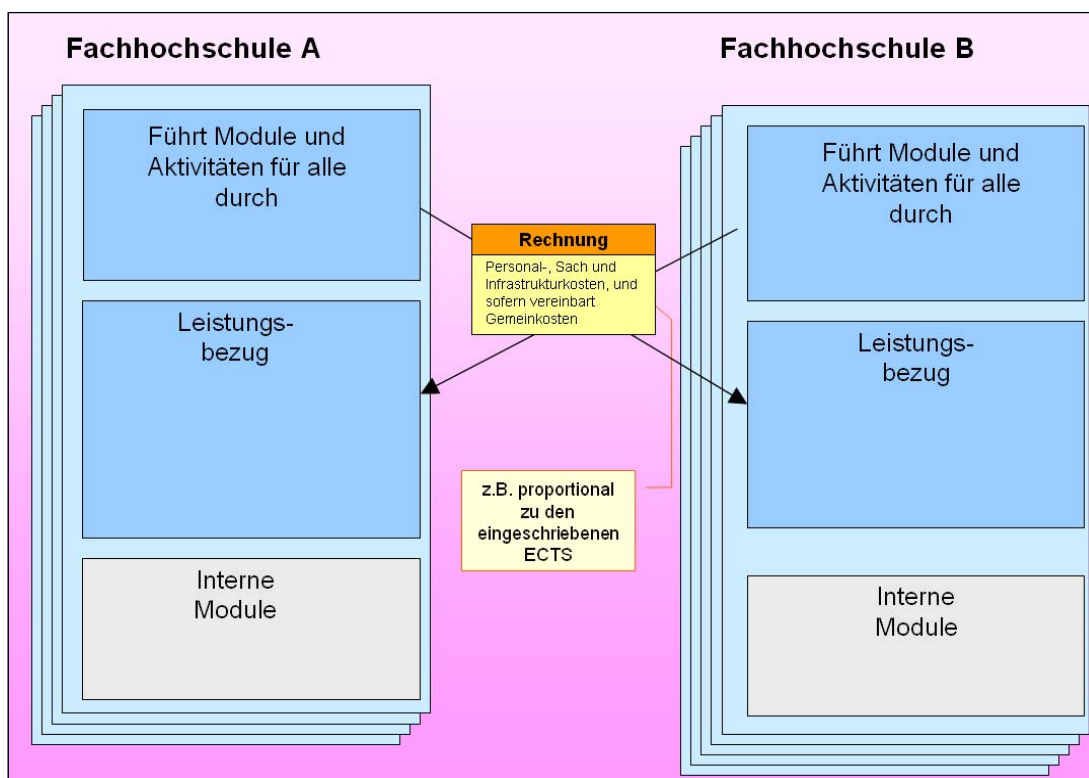 Fachhochschule A
Führt Module und
Aktivitäten für alle
durch
Leistungs-
bezug
Interne
Module
Rechnung
Personal-, Sach und
Infrastrukturkosten, und
sofern vereinbart
Gemeinkosten
z.B. proportional
zu den
eingeschriebenen
ECTS
Fachhochschule B
Führt Module und
Aktivitäten für alle
durch
Leistungs-
bezug
Interne
Module